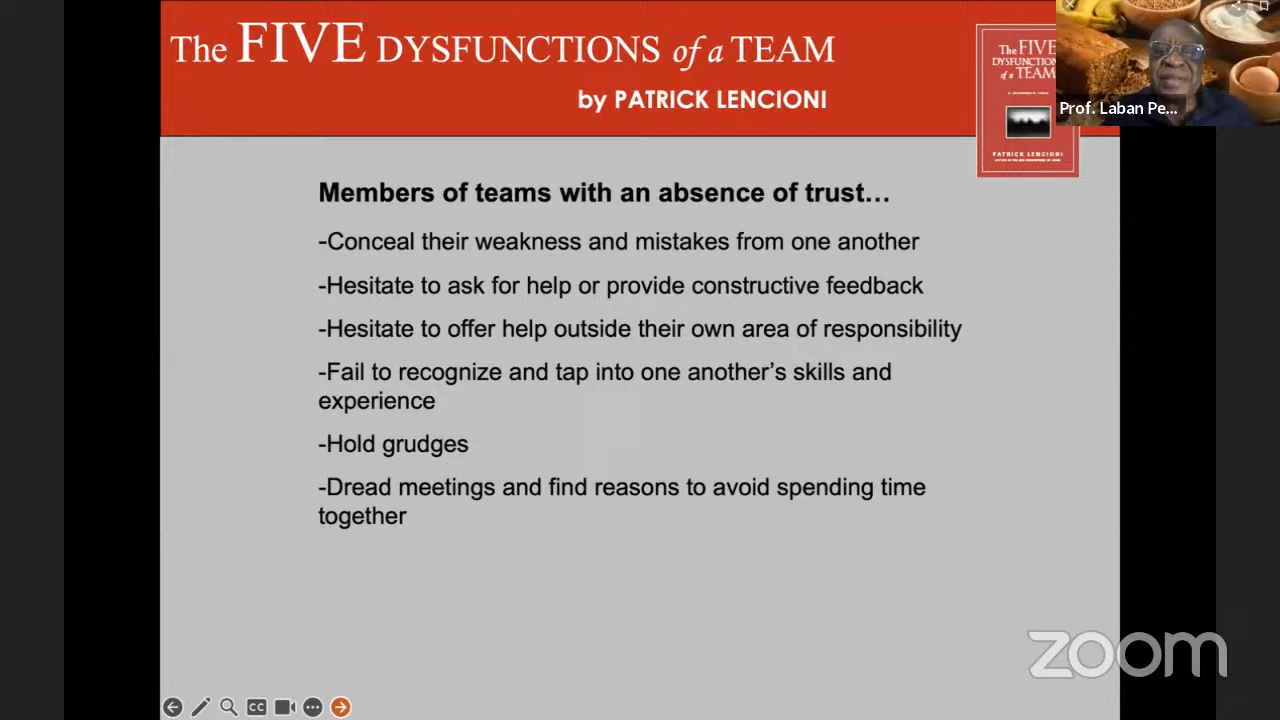 The FIVE DYSFUNCTIONS of a TEAM
by PATRICK LENCIONI
The FIVE
DYSFUNCTIONS
of a TEAM
PATRICK LENCIONI
Prof. Laban Pe...
Members of teams with an absence of trust…
-Conceal their weakness and mistakes from one another
-Hesitate to ask for help or provide constructive feedback
-Hesitate to offer help outside their own area of responsibility
-Fail to recognize and tap into one another’s skills and
experience
-Hold grudges
-Dread meetings and find reasons to avoid spending time
together
zoom
CC